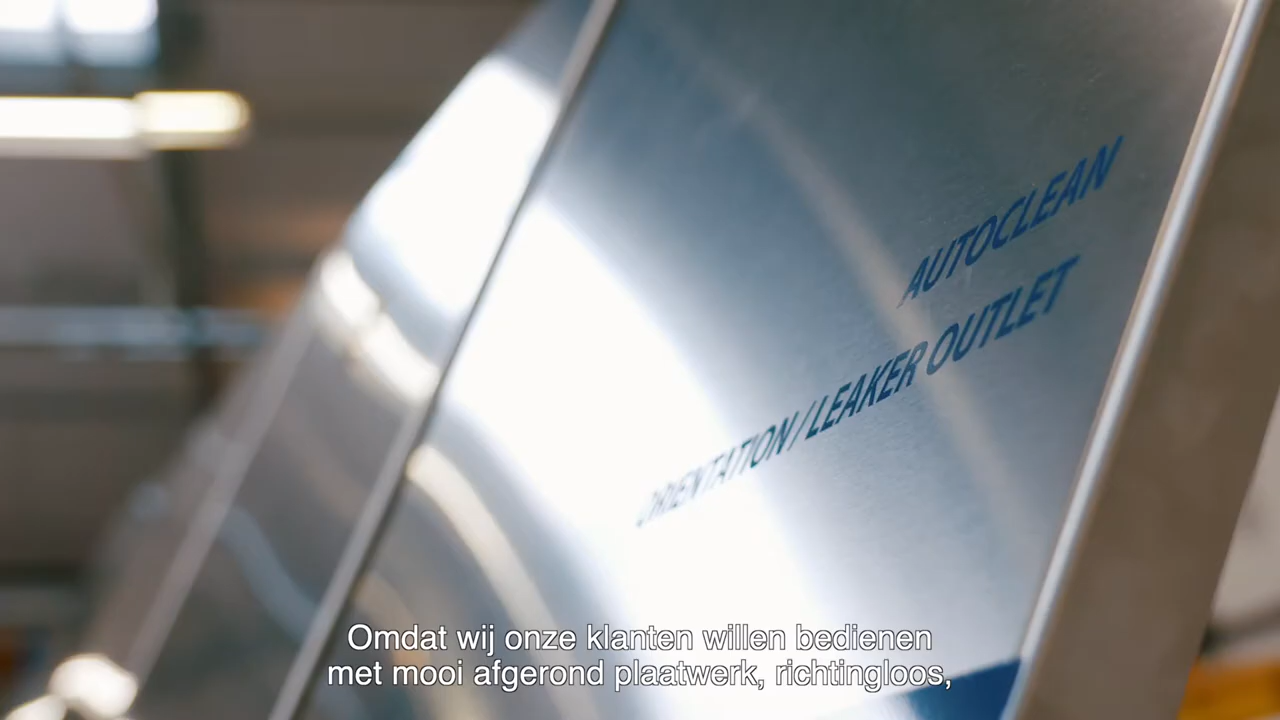 AUTOCLEAN
ORIENTATION / LEAKER OUTLET
Omdat wij onze klanten willen bedienen
met mooi afgerond plaatwerk, richtingloos,